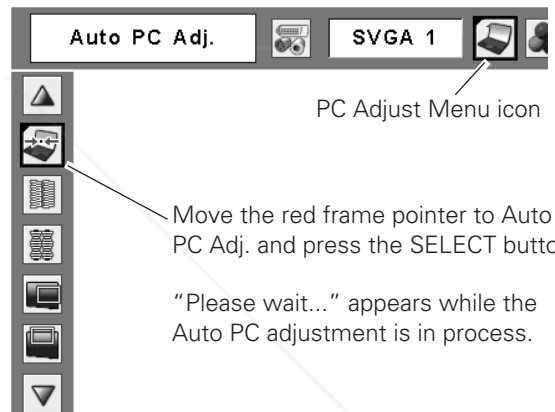 Auto PC Adj.
SVGA 1
PC Adjust Menu icon
Move the red frame pointer to Auto
PC Adj. and press the SELECT butto
"Please wait..." appears while the
Auto PC adjustment is in process.